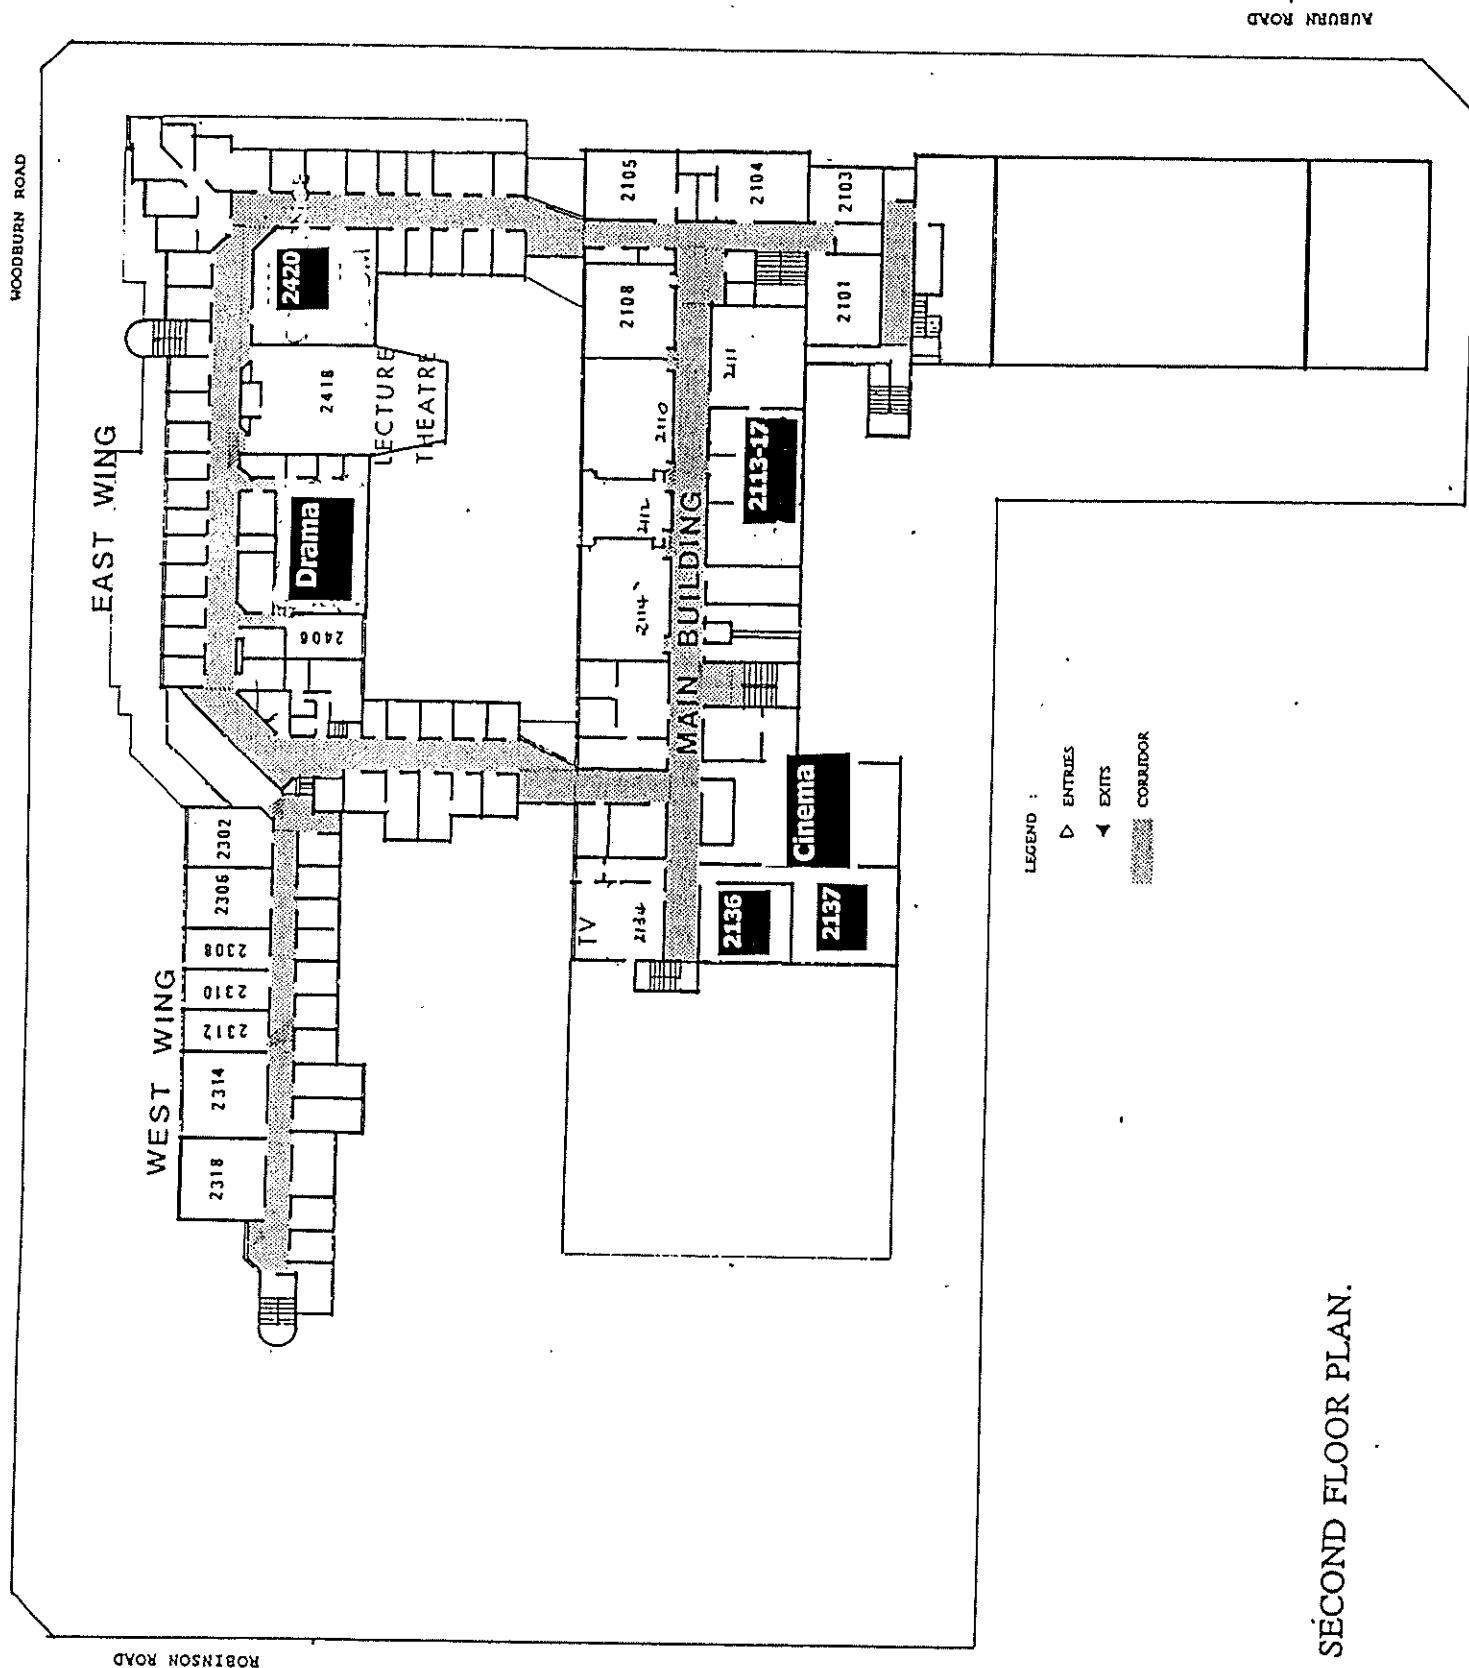 AUBURN ROAD
WOODBURN ROAD
EAST WING
2420
2418
LECTURE
THEATRE
Drama
2406
2105
2104
2103
2108
2101
2111
2110
2112
2113-17
2114
MAIN BUILDING
Cinema
TV
2134
2136
2137
WEST WING
2302
2306
2308
2310
2312
2314
2318
LEGEND :
ENTRIES
EXITS
CORRIDOR
SECOND FLOOR PLAN.
ROBINSON ROAD